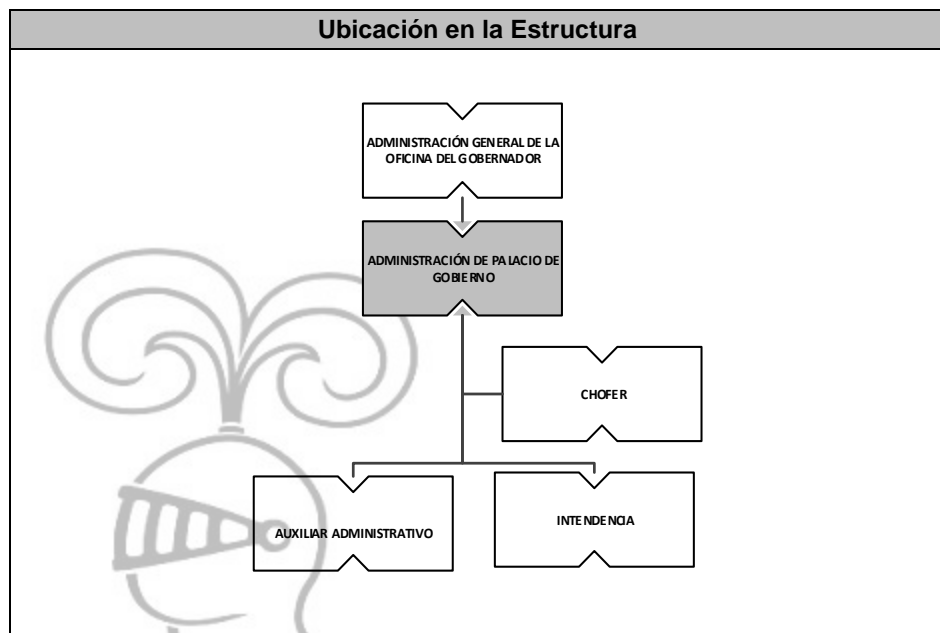 Ubicación en la Estructura
ADMINISTRACIÓN GENERAL DE LA
OFICINA DEL GOBERNADOR
ADMINISTRACIÓN DE PALACIO DE
GOBIERNO
CHOFER
AUXILIAR ADMINISTRATIVO
INTENDENCIA